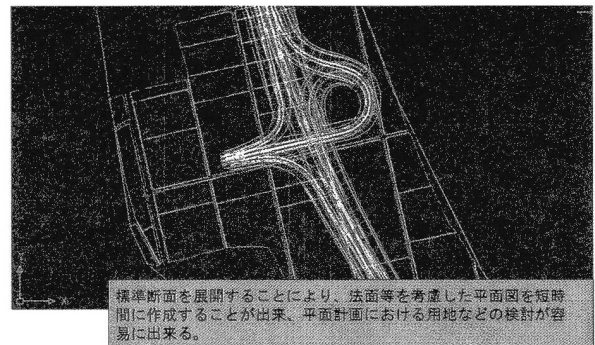 標準断面を展開することにより、法面等を考慮した平面図を短時
間に作成することが出来、平面計画における用地などの検討が容
易に出来る。